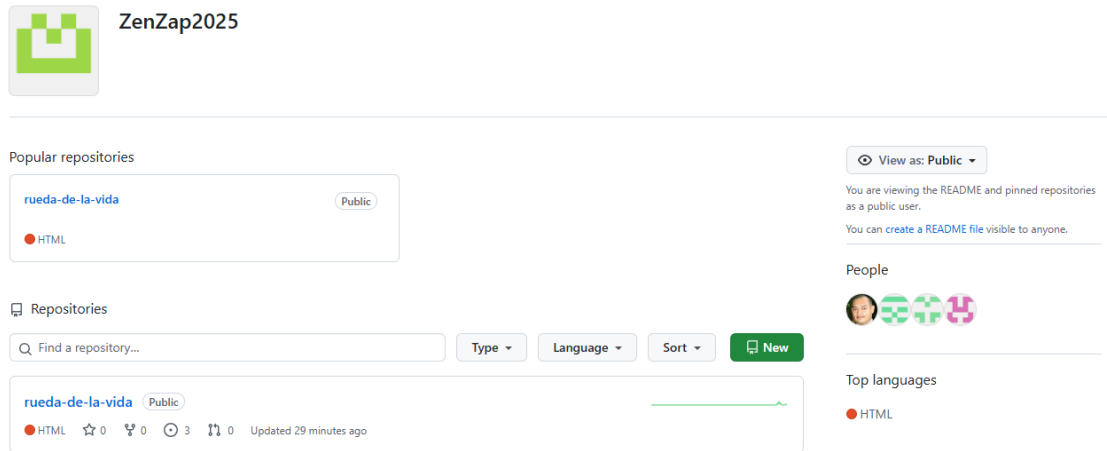 ZenZap2025
Popular repositories
rueda-de-la-vida
Public
HTML
Repositories
Find a repository...
Type
Language
Sort
New
rueda-de-la-vida
Public
HTML 0 0 3 0 Updated 29 minutes ago
View as: Public
You are viewing the README and pinned repositories
as a public user.
You can create a README file visible to anyone.
People
Top languages
HTML